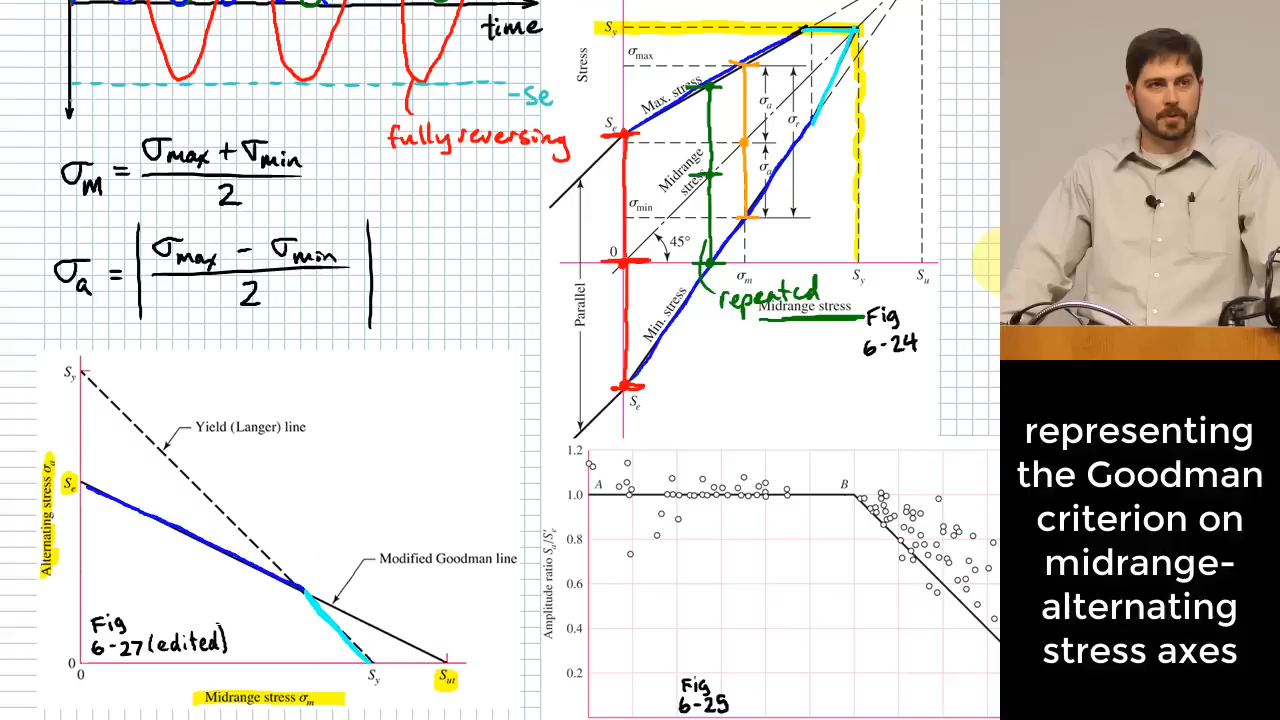 time
-Se
fully reversing
σm = σmax + σmin
2
σa = | σmax - σmin |
2
Stress
Sy
σmax
Se
Max. stress
Midrange
stress
σa
σr
σa
σmin
0
45°
Parallel
Min. stress
σm
Sy
Su
repeated
Midrange stress
Se
Fig
6-24
Sy
Yield (Langer) line
Alternating stress σa
Se
Modified Goodman line
Fig
6-27 (edited)
0
0
Sy
Sut
Midrange stress σm
Amplitude ratio Sa/S'e
1.2
1.0
0.8
0.6
0.4
0.2
A
B
Fig
6-25
representing
the Goodman
criterion on
midrange-
alternating
stress axes